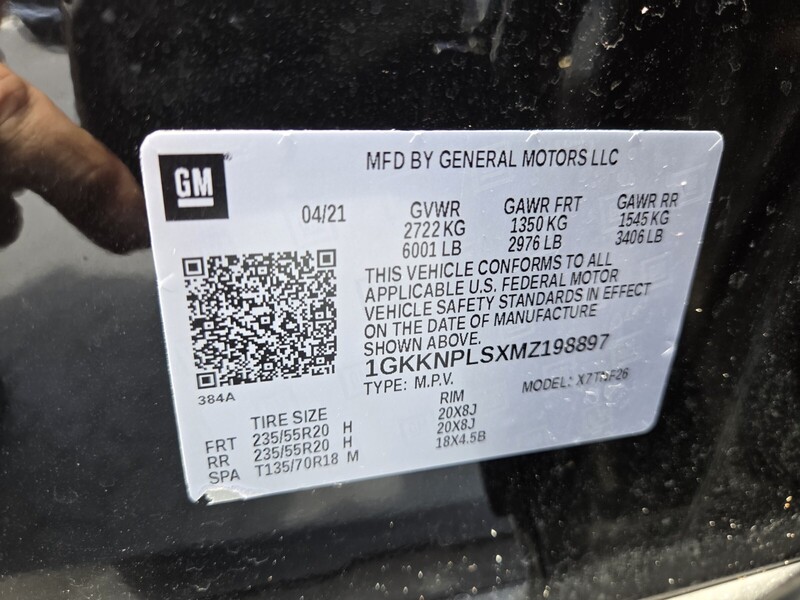 GM
MFD BY GENERAL MOTORS LLC
04/21
GVWR GAWR FRT GAWR RR
2722 KG 1350 KG 1545 KG
6001 LB 2976 LB 3406 LB
THIS VEHICLE CONFORMS TO ALL
APPLICABLE U.S. FEDERAL MOTOR
VEHICLE SAFETY STANDARDS IN EFFECT
ON THE DATE OF MANUFACTURE
SHOWN ABOVE.
1GKKNPLSXMZ198897
TYPE: M.P.V. MODEL:
384A
TIRE SIZE RIM
FRT 235/55R20 H 20X8J
RR 235/55R20 H 20X8J
SPA T135/70R18 M 18X4.5B